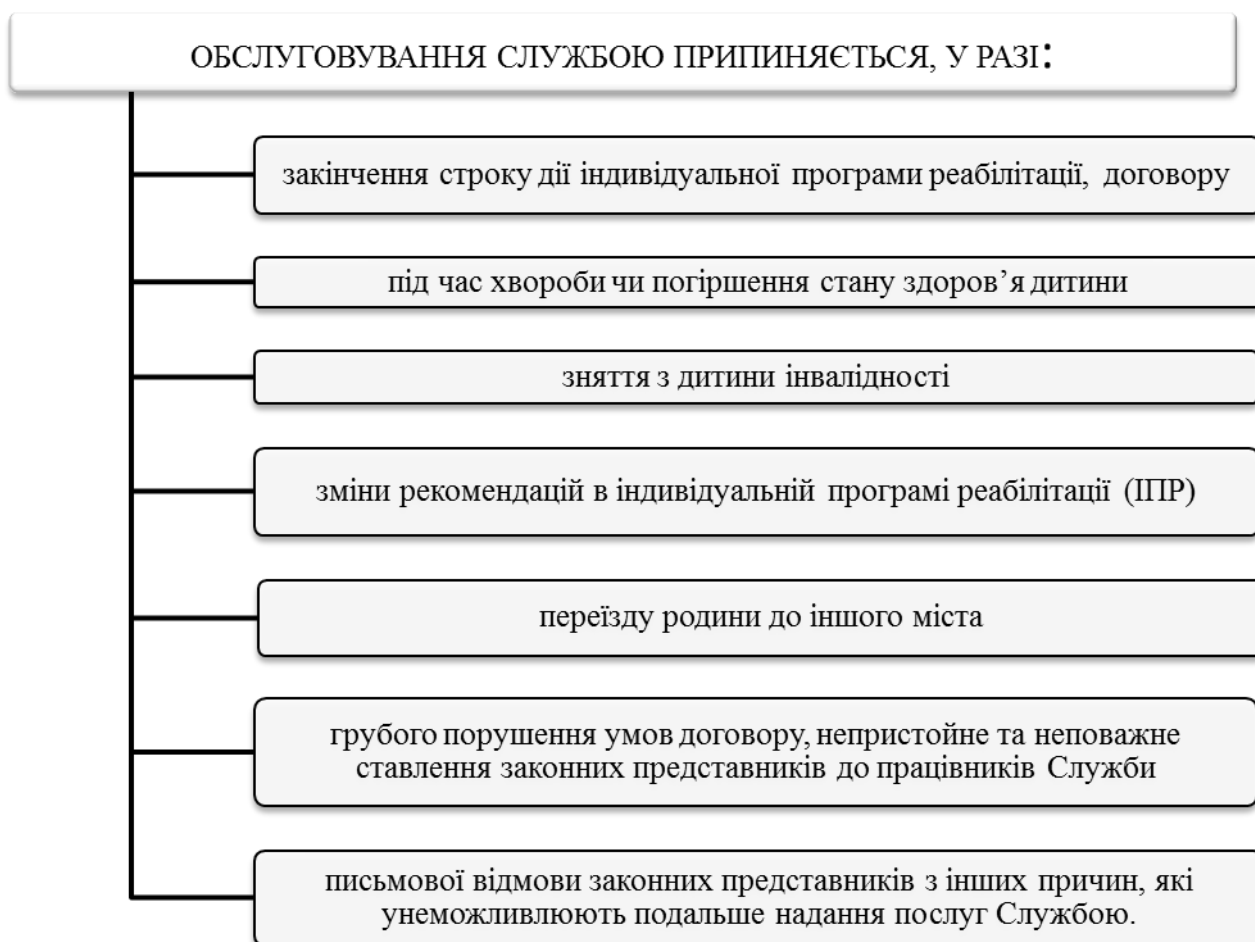 ОБСЛУГОВУВАННЯ СЛУЖБОЮ ПРИПИНЯЄТЬСЯ, У РАЗІ:
закінчення строку дії індивідуальної програми реабілітації, договору
під час хвороби чи погіршення стану здоров’я дитини
зняття з дитини інвалідності
зміни рекомендацій в індивідуальній програмі реабілітації (ІПР)
переїзду родини до іншого міста
грубого порушення умов договору, непристойне та неповажне
ставлення законних представників до працівників Служби
письмової відмови законних представників з інших причин, які
унеможливлюють подальше надання послуг Службою.